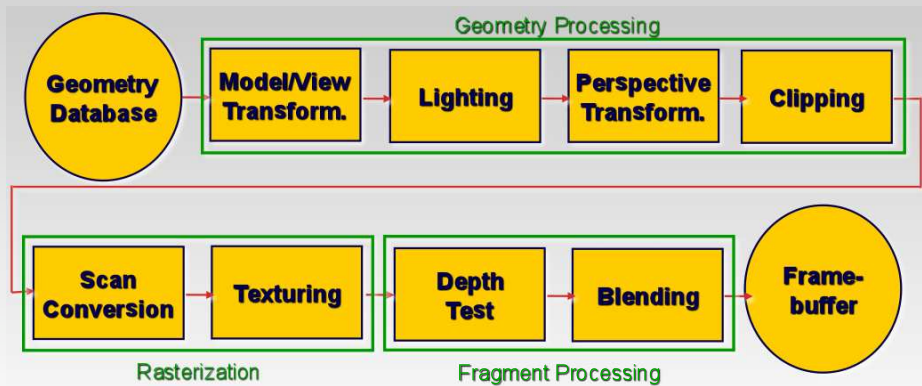 Geometry Processing
Geometry
Database
Model/View
Transform.
Lighting
Perspective
Transform.
Clipping
Scan
Conversion
Texturing
Depth
Test
Blending
Frame-
buffer
Rasterization
Fragment Processing